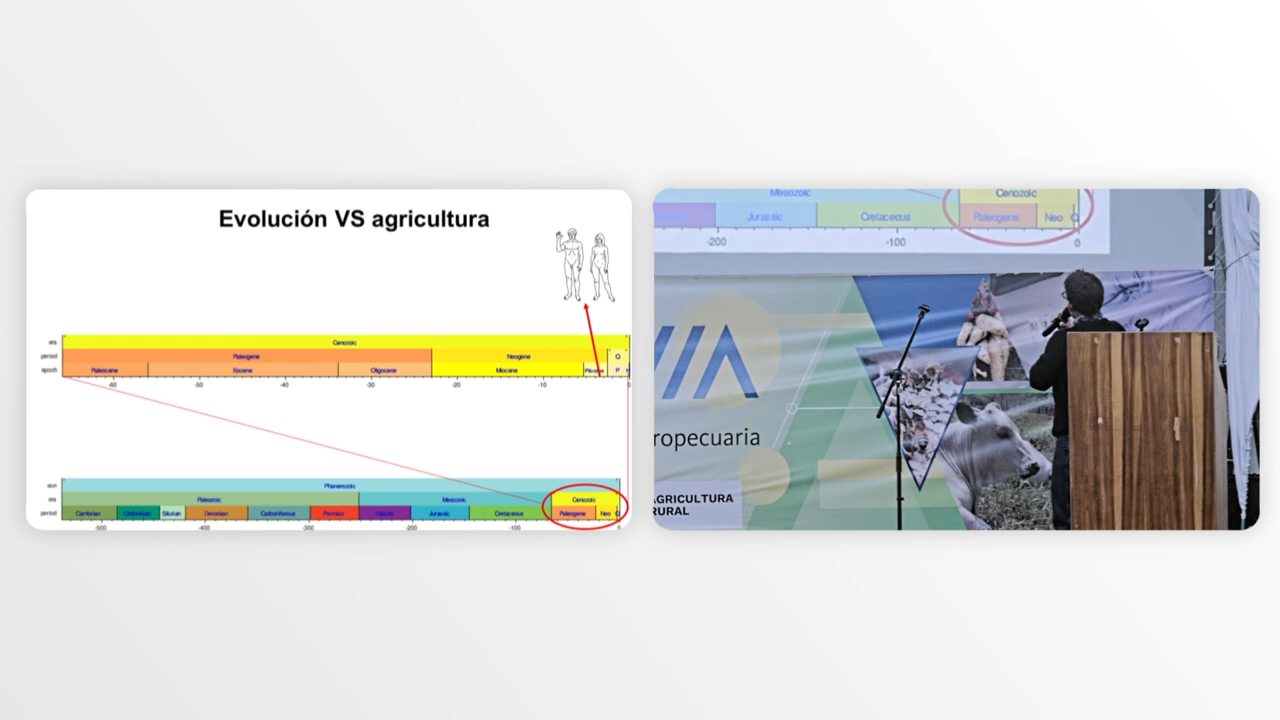 Evolución VS agricultura
era
Cenozoic
period
Paleogene
Neogene
Q
epoch
Paleocene
Eocene
Oligocene
Miocene
P
H
-60
-50
-40
-30
-20
-10
0
eon
Phanerozoic
era
Paleozoic
Mesozoic
Cenozoic
period
Cambrian
Ordovician
Silurian
Devonian
Carboniferous
Permian
Triassic
Jurassic
Cretaceous
Paleogene
Neo
Q
-500
-400
-300
-200
-100
0
Mesozoic
Cenozoic
Jurassic
Cretaceous
Paleogene
Neo
Q
-200
-100
0
VA
ropecuaria
AGRICULTURA
RURAL